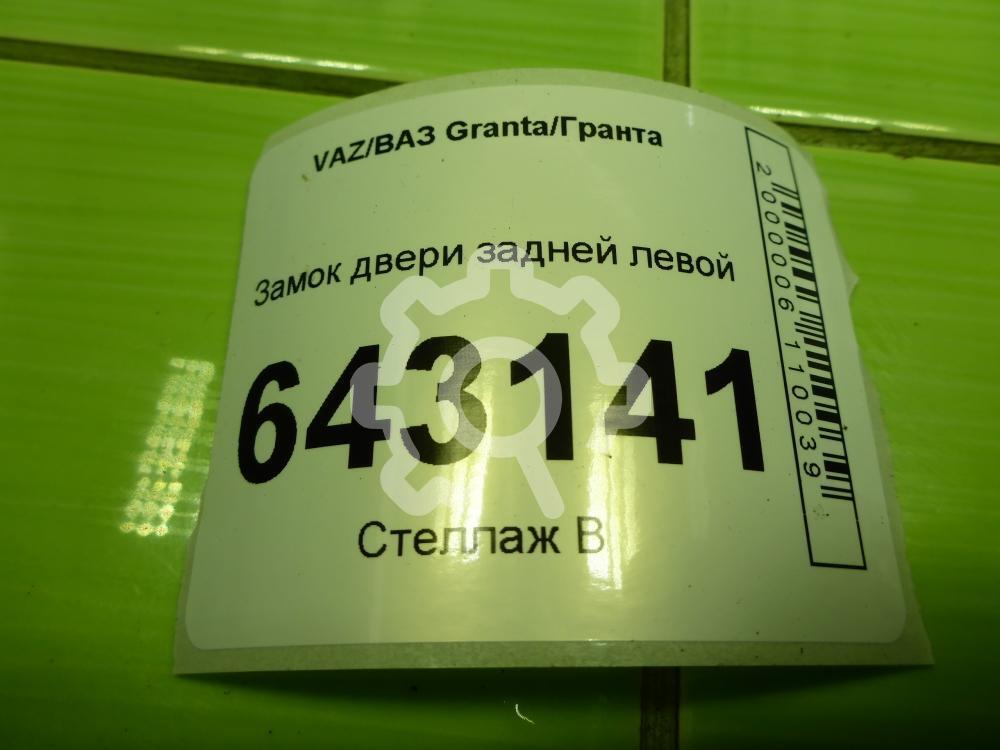 VAZ/ВАЗ Granta/Гранта
Замок двери задней левой
643141
Стеллаж В
2000006110039